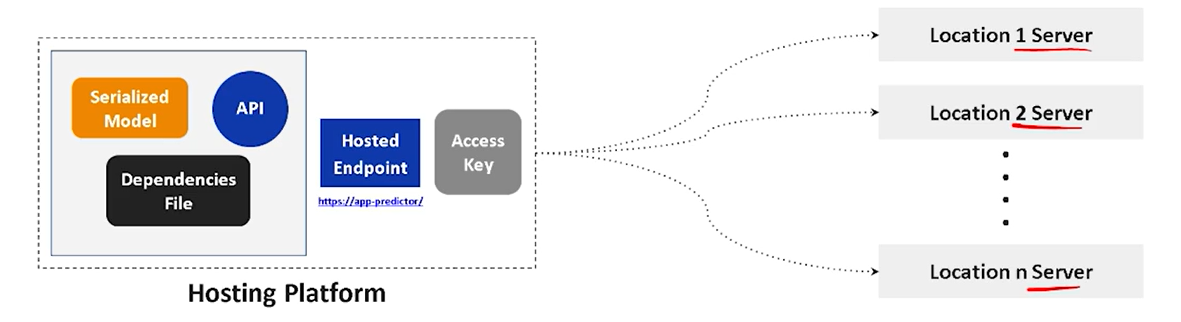 Serialized
Model
API
Dependencies
File
Hosted
Endpoint
https://app-predictor/
Access
Key
Hosting Platform
Location 1 Server
Location 2 Server
Location n Server